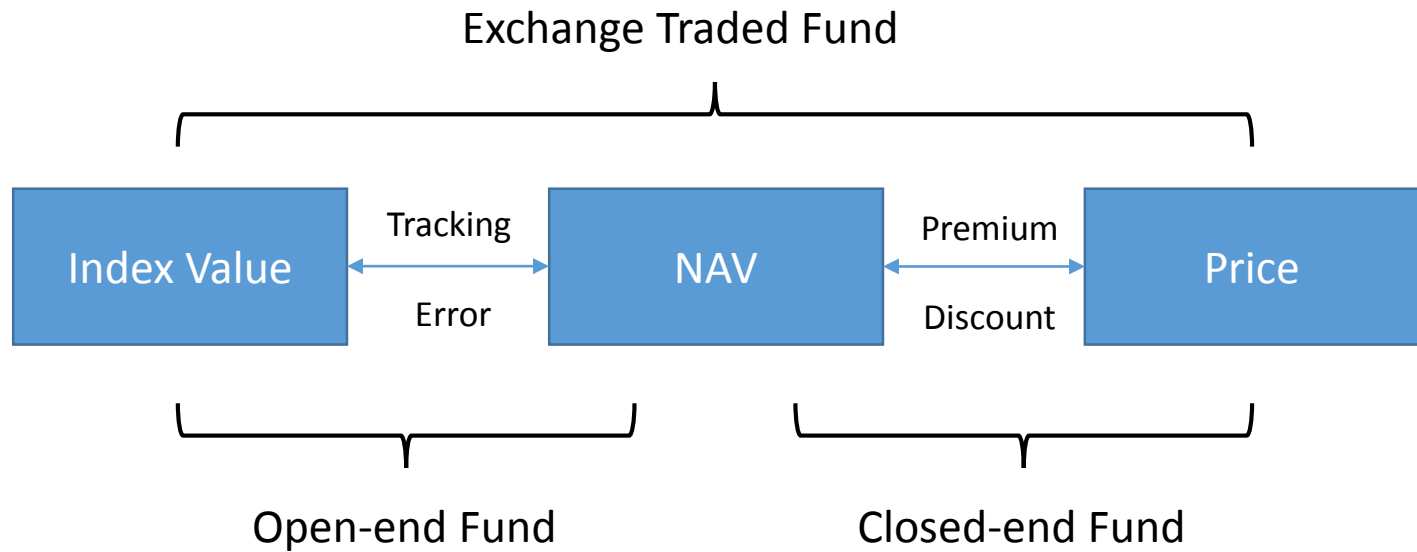 Exchange Traded Fund
Index Value
Tracking
Error
NAV
Premium
Discount
Price
Open-end Fund
Closed-end Fund